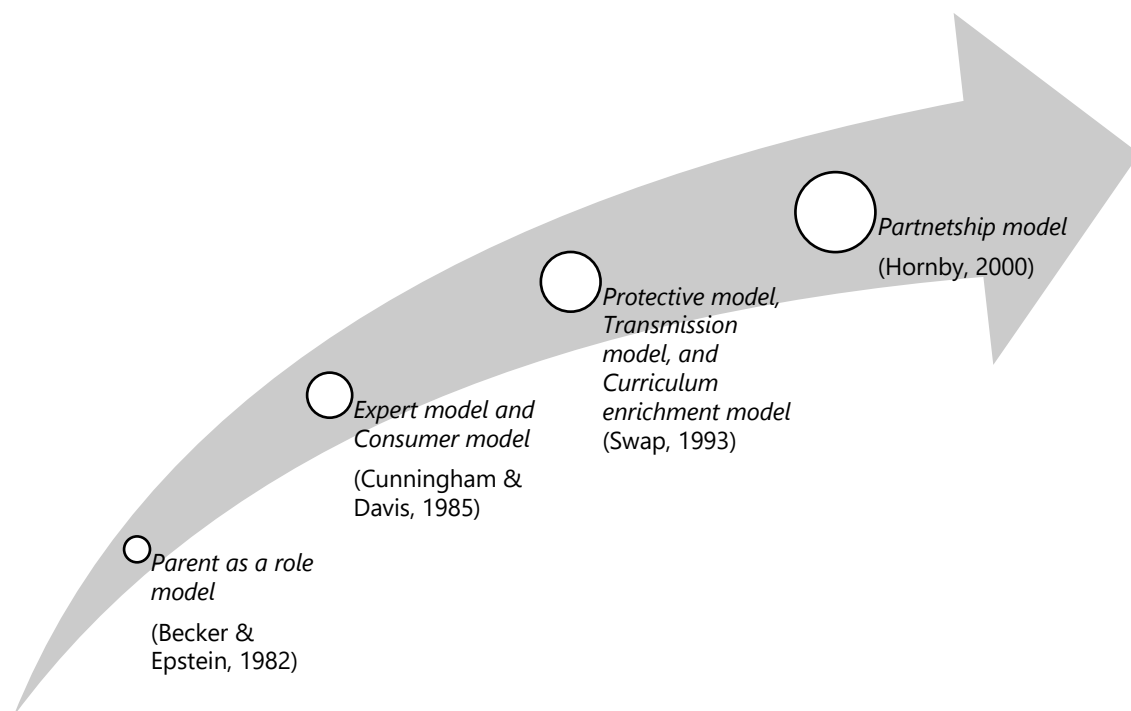 Partnetship model
(Hornby, 2000)
Protective model,
Transmission
model, and
Curriculum
enrichment model
(Swap, 1993)
Expert model and
Consumer model
(Cunningham &
Davis, 1985)
Parent as a role
model
(Becker &
Epstein, 1982)